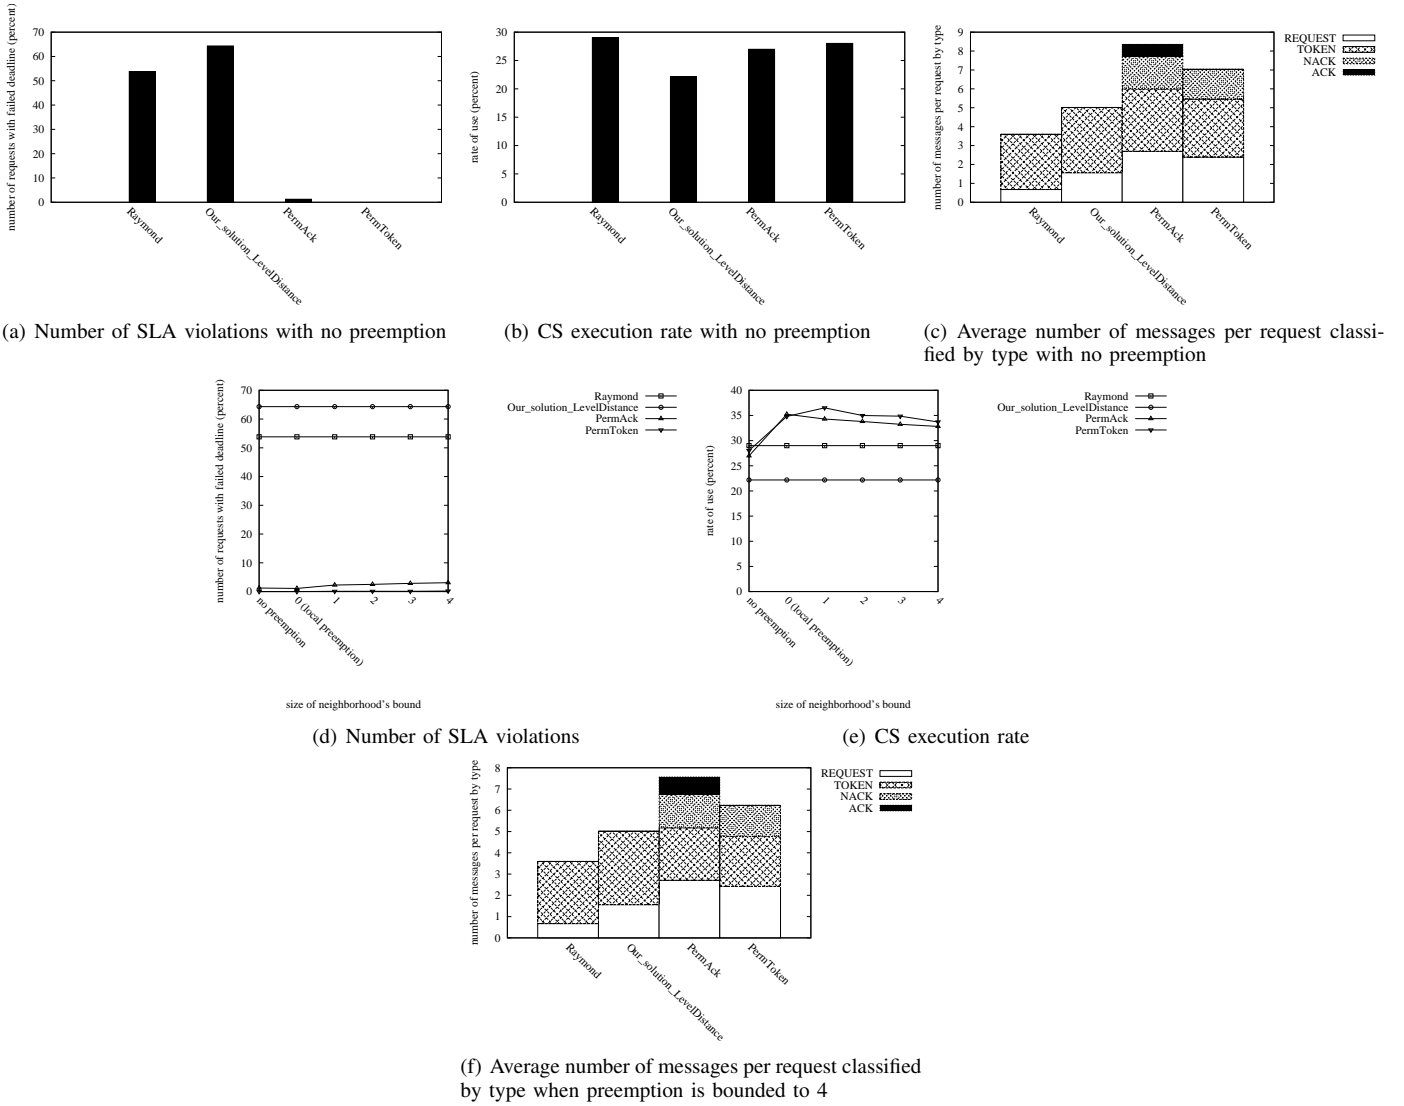 number of requests with failed deadline (percent)
70
60
50
40
30
20
10
0
Raymond
Our_solution_LevelDistance
PermAck
PermToken
(a) Number of SLA violations with no preemption
rate of use (percent)
30
25
20
15
10
5
0
Raymond
Our_solution_LevelDistance
PermAck
PermToken
(b) CS execution rate with no preemption
number of messages per request by type
9
8
7
6
5
4
3
2
1
0
Raymond
Our_solution_LevelDistance
PermAck
PermToken
REQUEST
TOKEN
NACK
ACK
(c) Average number of messages per request classi-
fied by type with no preemption
number of requests with failed deadline (percent)
70
60
50
40
30
20
10
0
no preemption
0 (local preemption)
1
2
3
4
size of neighborhood's bound
Raymond
Our_solution_LevelDistance
PermAck
PermToken
(d) Number of SLA violations
rate of use (percent)
40
35
30
25
20
15
10
5
0
no preemption
0 (local preemption)
1
2
3
4
size of neighborhood's bound
Raymond
Our_solution_LevelDistance
PermAck
PermToken
(e) CS execution rate
number of messages per request by type
8
7
6
5
4
3
2
1
0
Raymond
Our_solution_LevelDistance
PermAck
PermToken
REQUEST
TOKEN
NACK
ACK
(f) Average number of messages per request classified
by type when preemption is bounded to 4